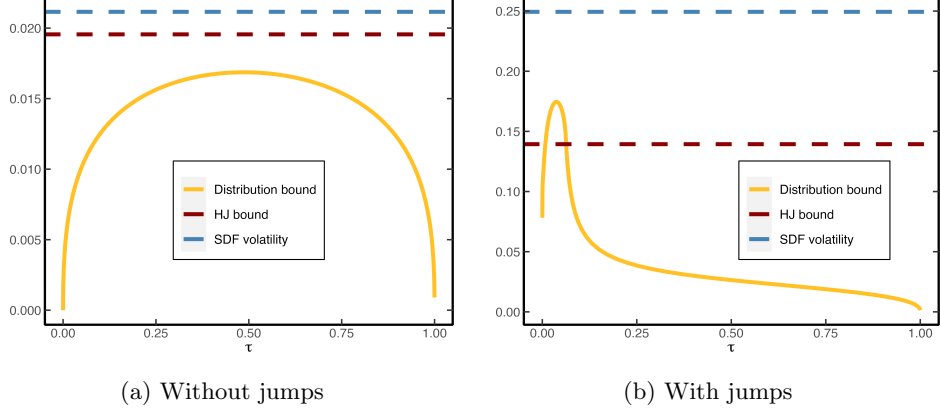 0.020
0.015
0.010
0.005
0.000
Distribution bound
HJ bound
SDF volatility
0.00 0.25 0.50 0.75 1.00
τ
(a) Without jumps
0.25
0.20
0.15
0.10
0.05
0.00
Distribution bound
HJ bound
SDF volatility
0.00 0.25 0.50 0.75 1.00
τ
(b) With jumps